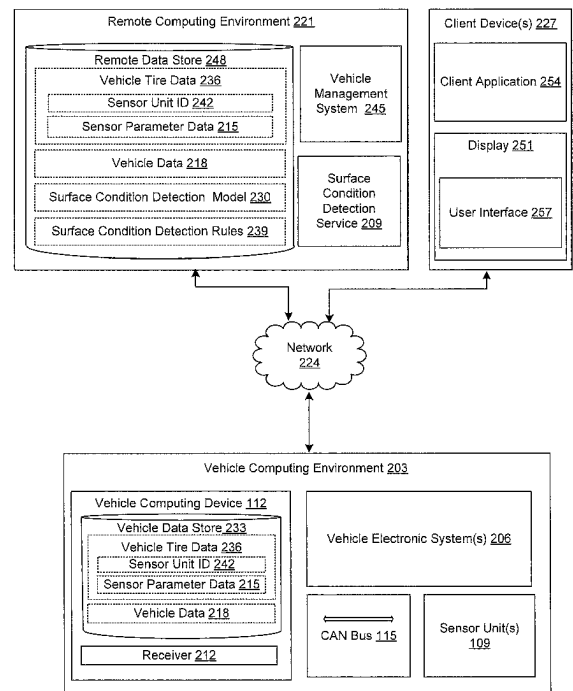 Remote Computing Environment 221
Remote Data Store 248
Vehicle Tire Data 236
Sensor Unit ID 242
Sensor Parameter Data 215
Vehicle Data 218
Surface Condition Detection Model 230
Surface Condition Detection Rules 239
Vehicle
Management
System 245
Surface
Condition
Detection
Service 209
Client Device(s) 227
Client Application 254
Display 251
User Interface 257
Network
224
Vehicle Computing Environment 203
Vehicle Computing Device 112
Vehicle Data Store 233
Vehicle Tire Data 236
Sensor Unit ID 242
Sensor Parameter Data 215
Vehicle Data 218
Receiver 212
Vehicle Electronic System(s) 206
CAN Bus 115
Sensor Unit(s)
109